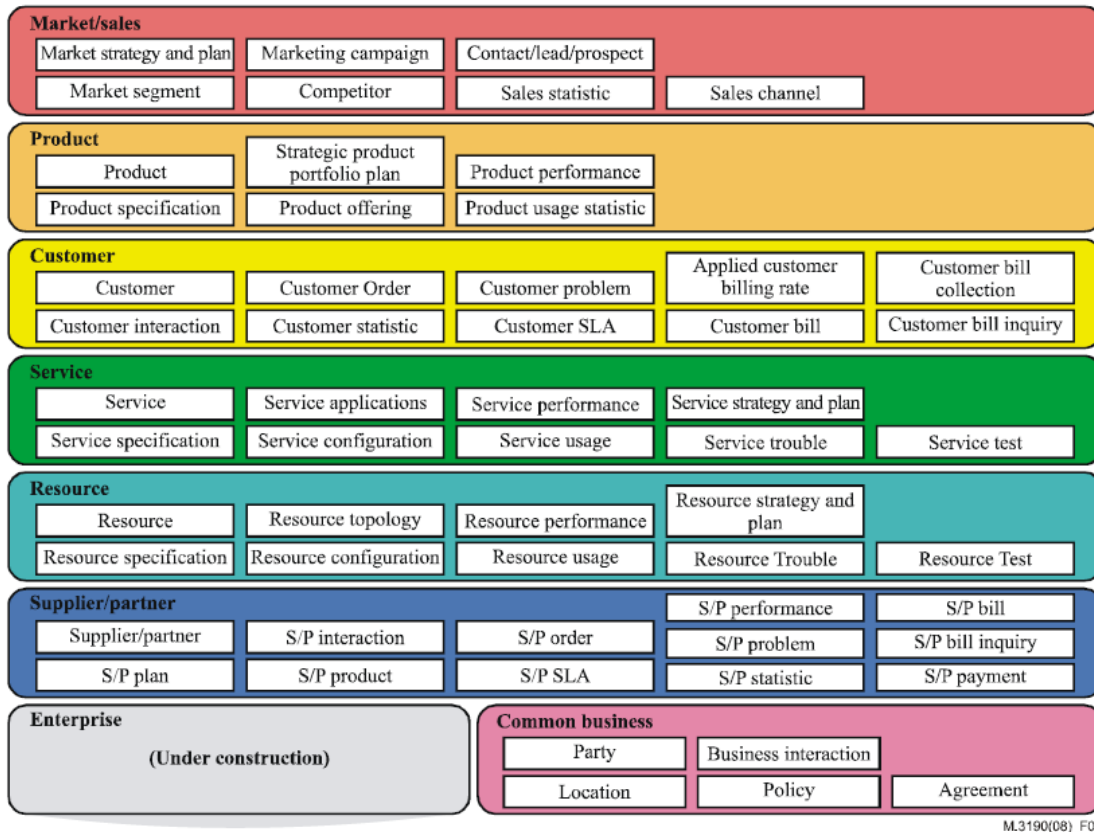 Market/sales
Market strategy and plan
Marketing campaign
Contact/lead/prospect
Market segment
Competitor
Sales statistic
Sales channel
Product
Product
Strategic product
portfolio plan
Product performance
Product specification
Product offering
Product usage statistic
Customer
Customer
Customer Order
Customer problem
Applied customer
billing rate
Customer bill
collection
Customer interaction
Customer statistic
Customer SLA
Customer bill
Customer bill inquiry
Service
Service
Service applications
Service performance
Service strategy and plan
Service specification
Service configuration
Service usage
Service trouble
Service test
Resource
Resource
Resource topology
Resource performance
Resource strategy and
plan
Resource specification
Resource configuration
Resource usage
Resource Trouble
Resource Test
Supplier/partner
Supplier/partner
S/P interaction
S/P order
S/P performance
S/P bill
S/P problem
S/P bill inquiry
S/P plan
S/P product
S/P SLA
S/P statistic
S/P payment
Enterprise
(Under construction)
Common business
Party
Business interaction
Location
Policy
Agreement
M.3190(08)_F0